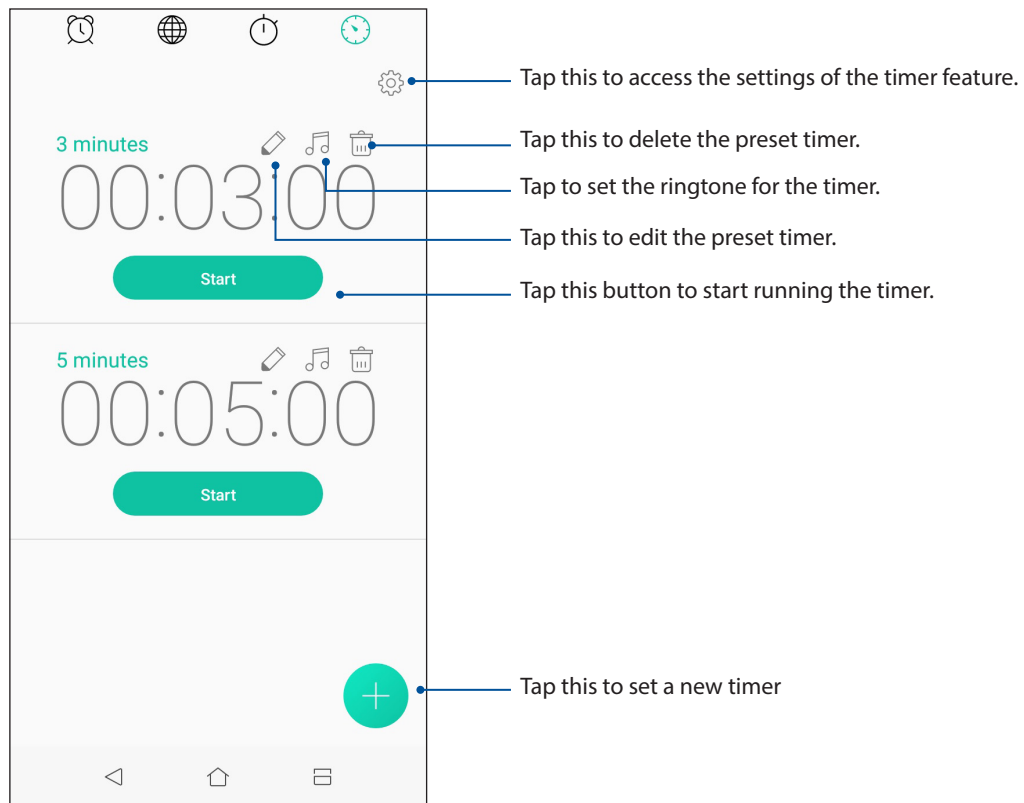 Tap this to access the settings of the timer feature.
3 minutes
Tap this to delete the preset timer.
00:03:00
Tap to set the ringtone for the timer.
Tap this to edit the preset timer.
Start
Tap this button to start running the timer.
5 minutes
00:05:00
Start
Tap this to set a new timer